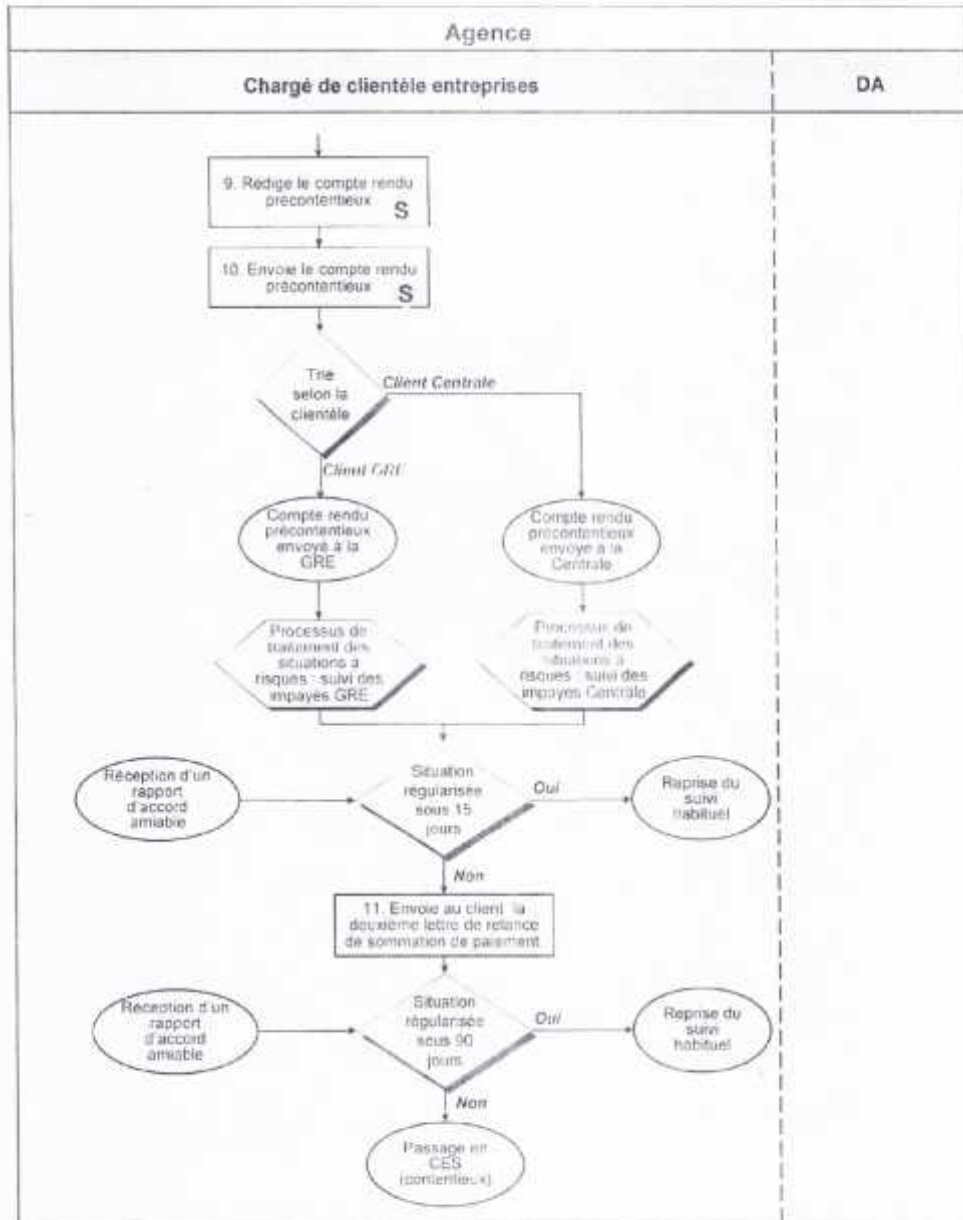 Agence
Chargé de clientèle entreprises
DA
9. Rédige le compte rendu
précontentieux
S
10. Envoie le compte rendu
précontentieux
S
Trie
selon la
clientèle
Client Centrale
Client GRE
Compte rendu
précontentieux
envoyé à la
GRE
Compte rendu
précontentieux
envoyé à la
Centrale
Processus de
traitement des
situations à
risques : suivi des
impayés GRE
Processus de
traitement des
situations à
risques : suivi des
impayés Centrale
Réception d'un
rapport
d'accord
amiable
Situation
régularisée
sous 15
jours
Oui
Reprise du
suivi
habituel
Non
11. Envoie au client la
deuxième lettre de relance
de sommation de paiement
Réception d'un
rapport
d'accord
amiable
Situation
régularisée
sous 90
jours
Oui
Reprise du
suivi
habituel
Non
Passage en
CES
(contentieux)